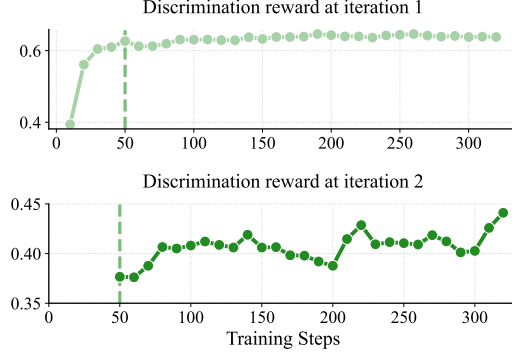 Discrimination reward at iteration 1
0.6
0.4
0 50 100 150 200 250 300
Discrimination reward at iteration 2
0.45
0.40
0.35
0 50 100 150 200 250 300
Training Steps